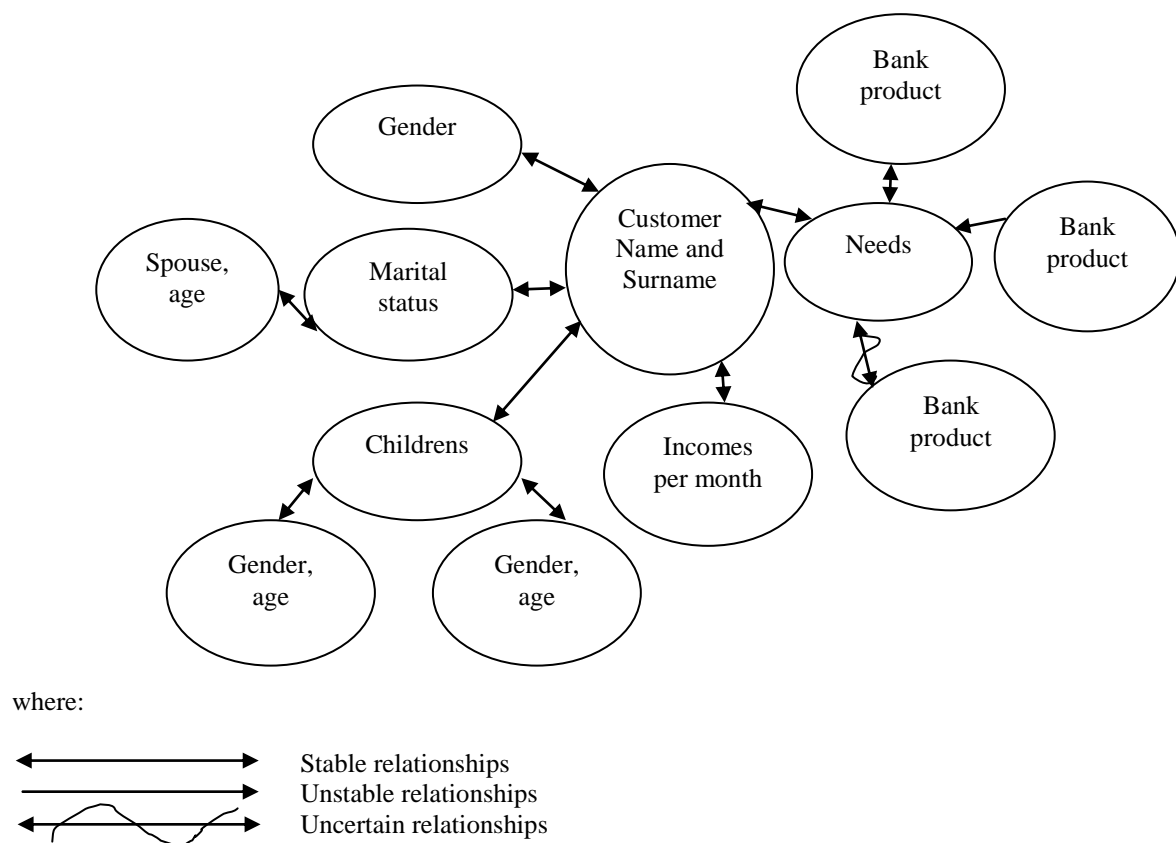 Bank
product
Gender
Customer
Name and
Surname
Needs
Bank
product
Spouse,
age
Marital
status
Bank
product
Childrens
Incomes
per month
Gender,
age
Gender,
age
where:
Stable relationships
Unstable relationships
Uncertain relationships